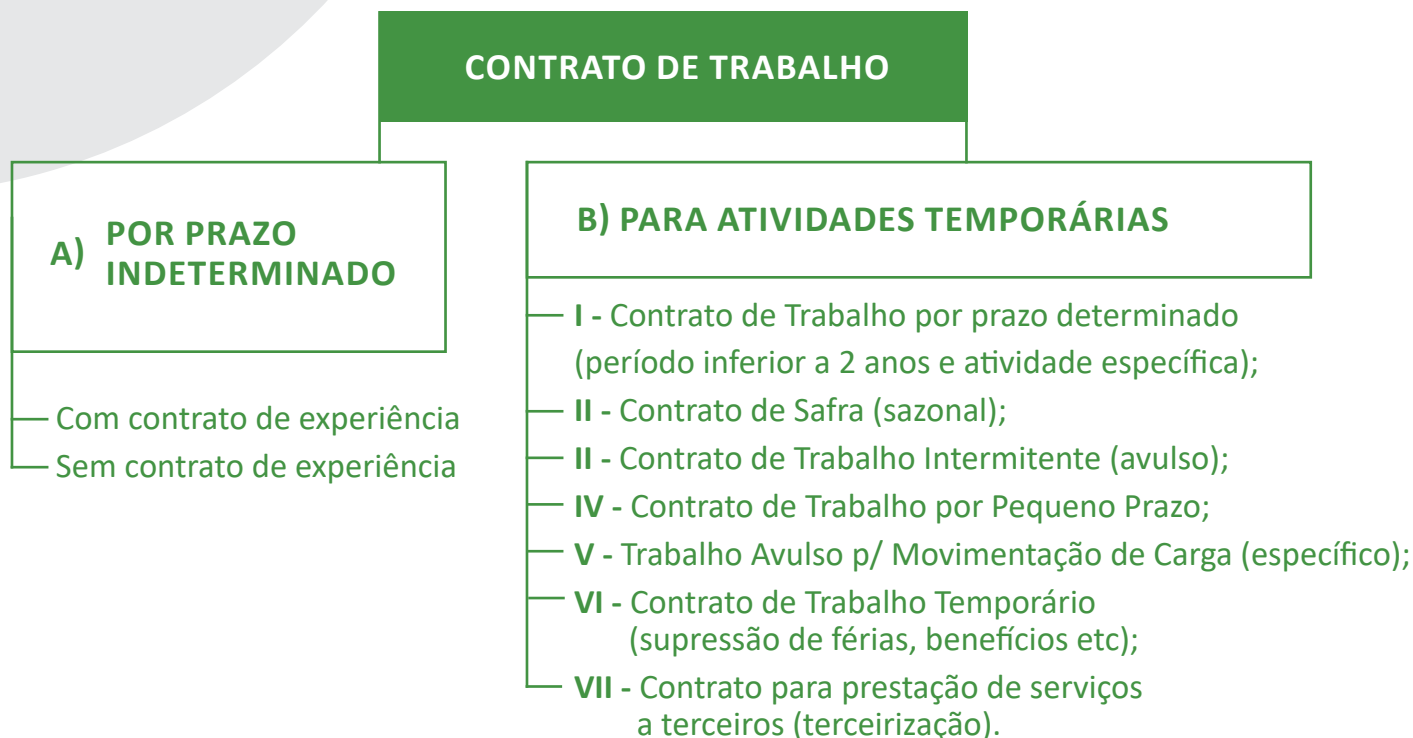 CONTRATO DE TRABALHO
A) POR PRAZO
INDETERMINADO
Com contrato de experiência
Sem contrato de experiência
B) PARA ATIVIDADES TEMPORÁRIAS
I - Contrato de Trabalho por prazo determinado
(período inferior a 2 anos e atividade específica);
II - Contrato de Safra (sazonal);
II - Contrato de Trabalho Intermitente (avulso);
IV - Contrato de Trabalho por Pequeno Prazo;
V - Trabalho Avulso p/ Movimentação de Carga (específico);
VI - Contrato de Trabalho Temporário
(supressão de férias, benefícios etc);
VII - Contrato para prestação de serviços
a terceiros (terceirização).